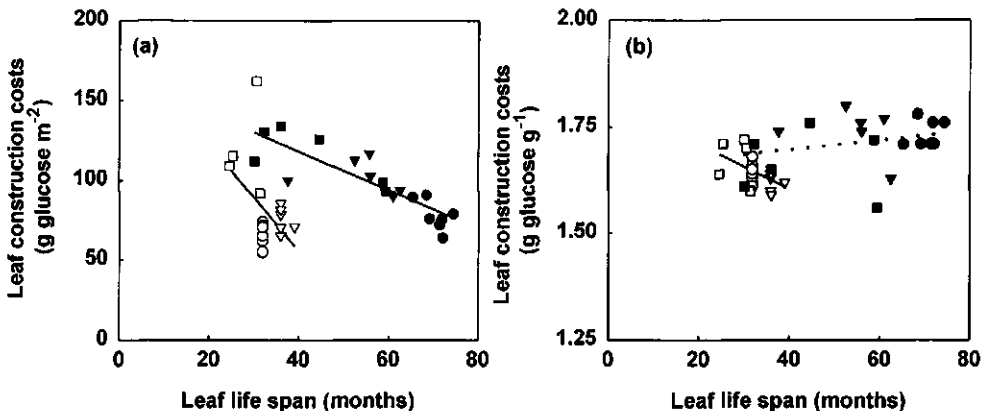 200
150
100
50
0
(a)
Leaf construction costs
(g glucose m-2)
0 20 40 60 80
Leaf life span (months)
2.00
1.75
1.50
1.25
(b)
Leaf construction costs
(g glucose g-1)
0 20 40 60 80
Leaf life span (months)